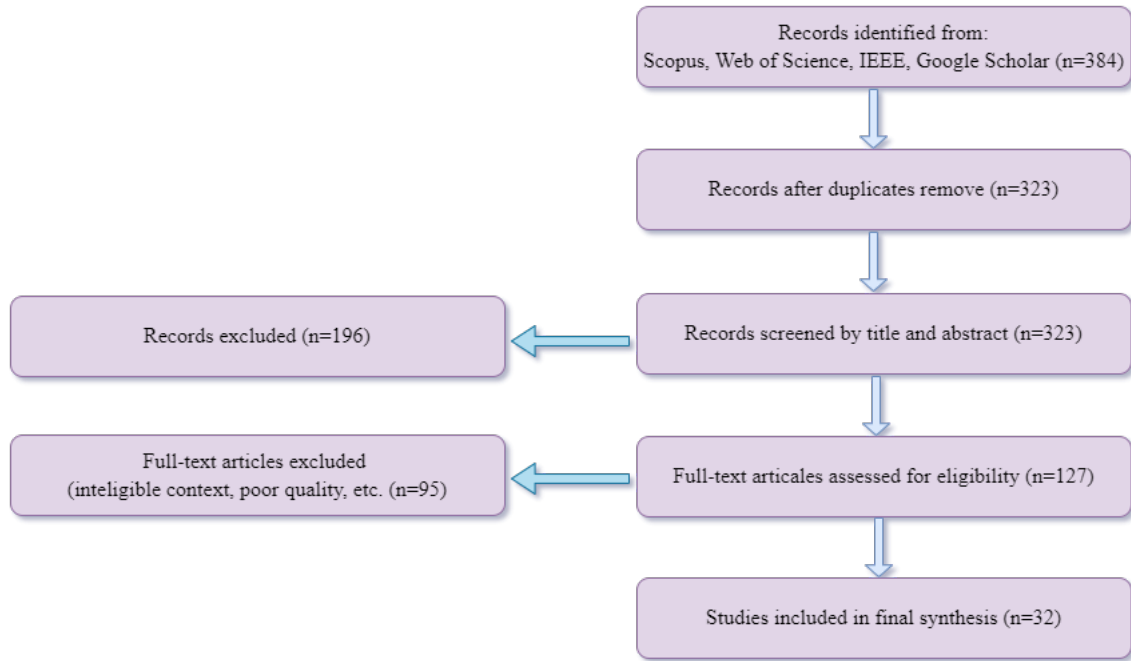 Records identified from:
Scopus, Web of Science, IEEE, Google Scholar (n=384)
Records after duplicates remove (n=323)
Records excluded (n=196)
Records screened by title and abstract (n=323)
Full-text articles excluded
(inteligible context, poor quality, etc. (n=95)
Full-text articales assessed for eligibility (n=127)
Studies included in final synthesis (n=32)